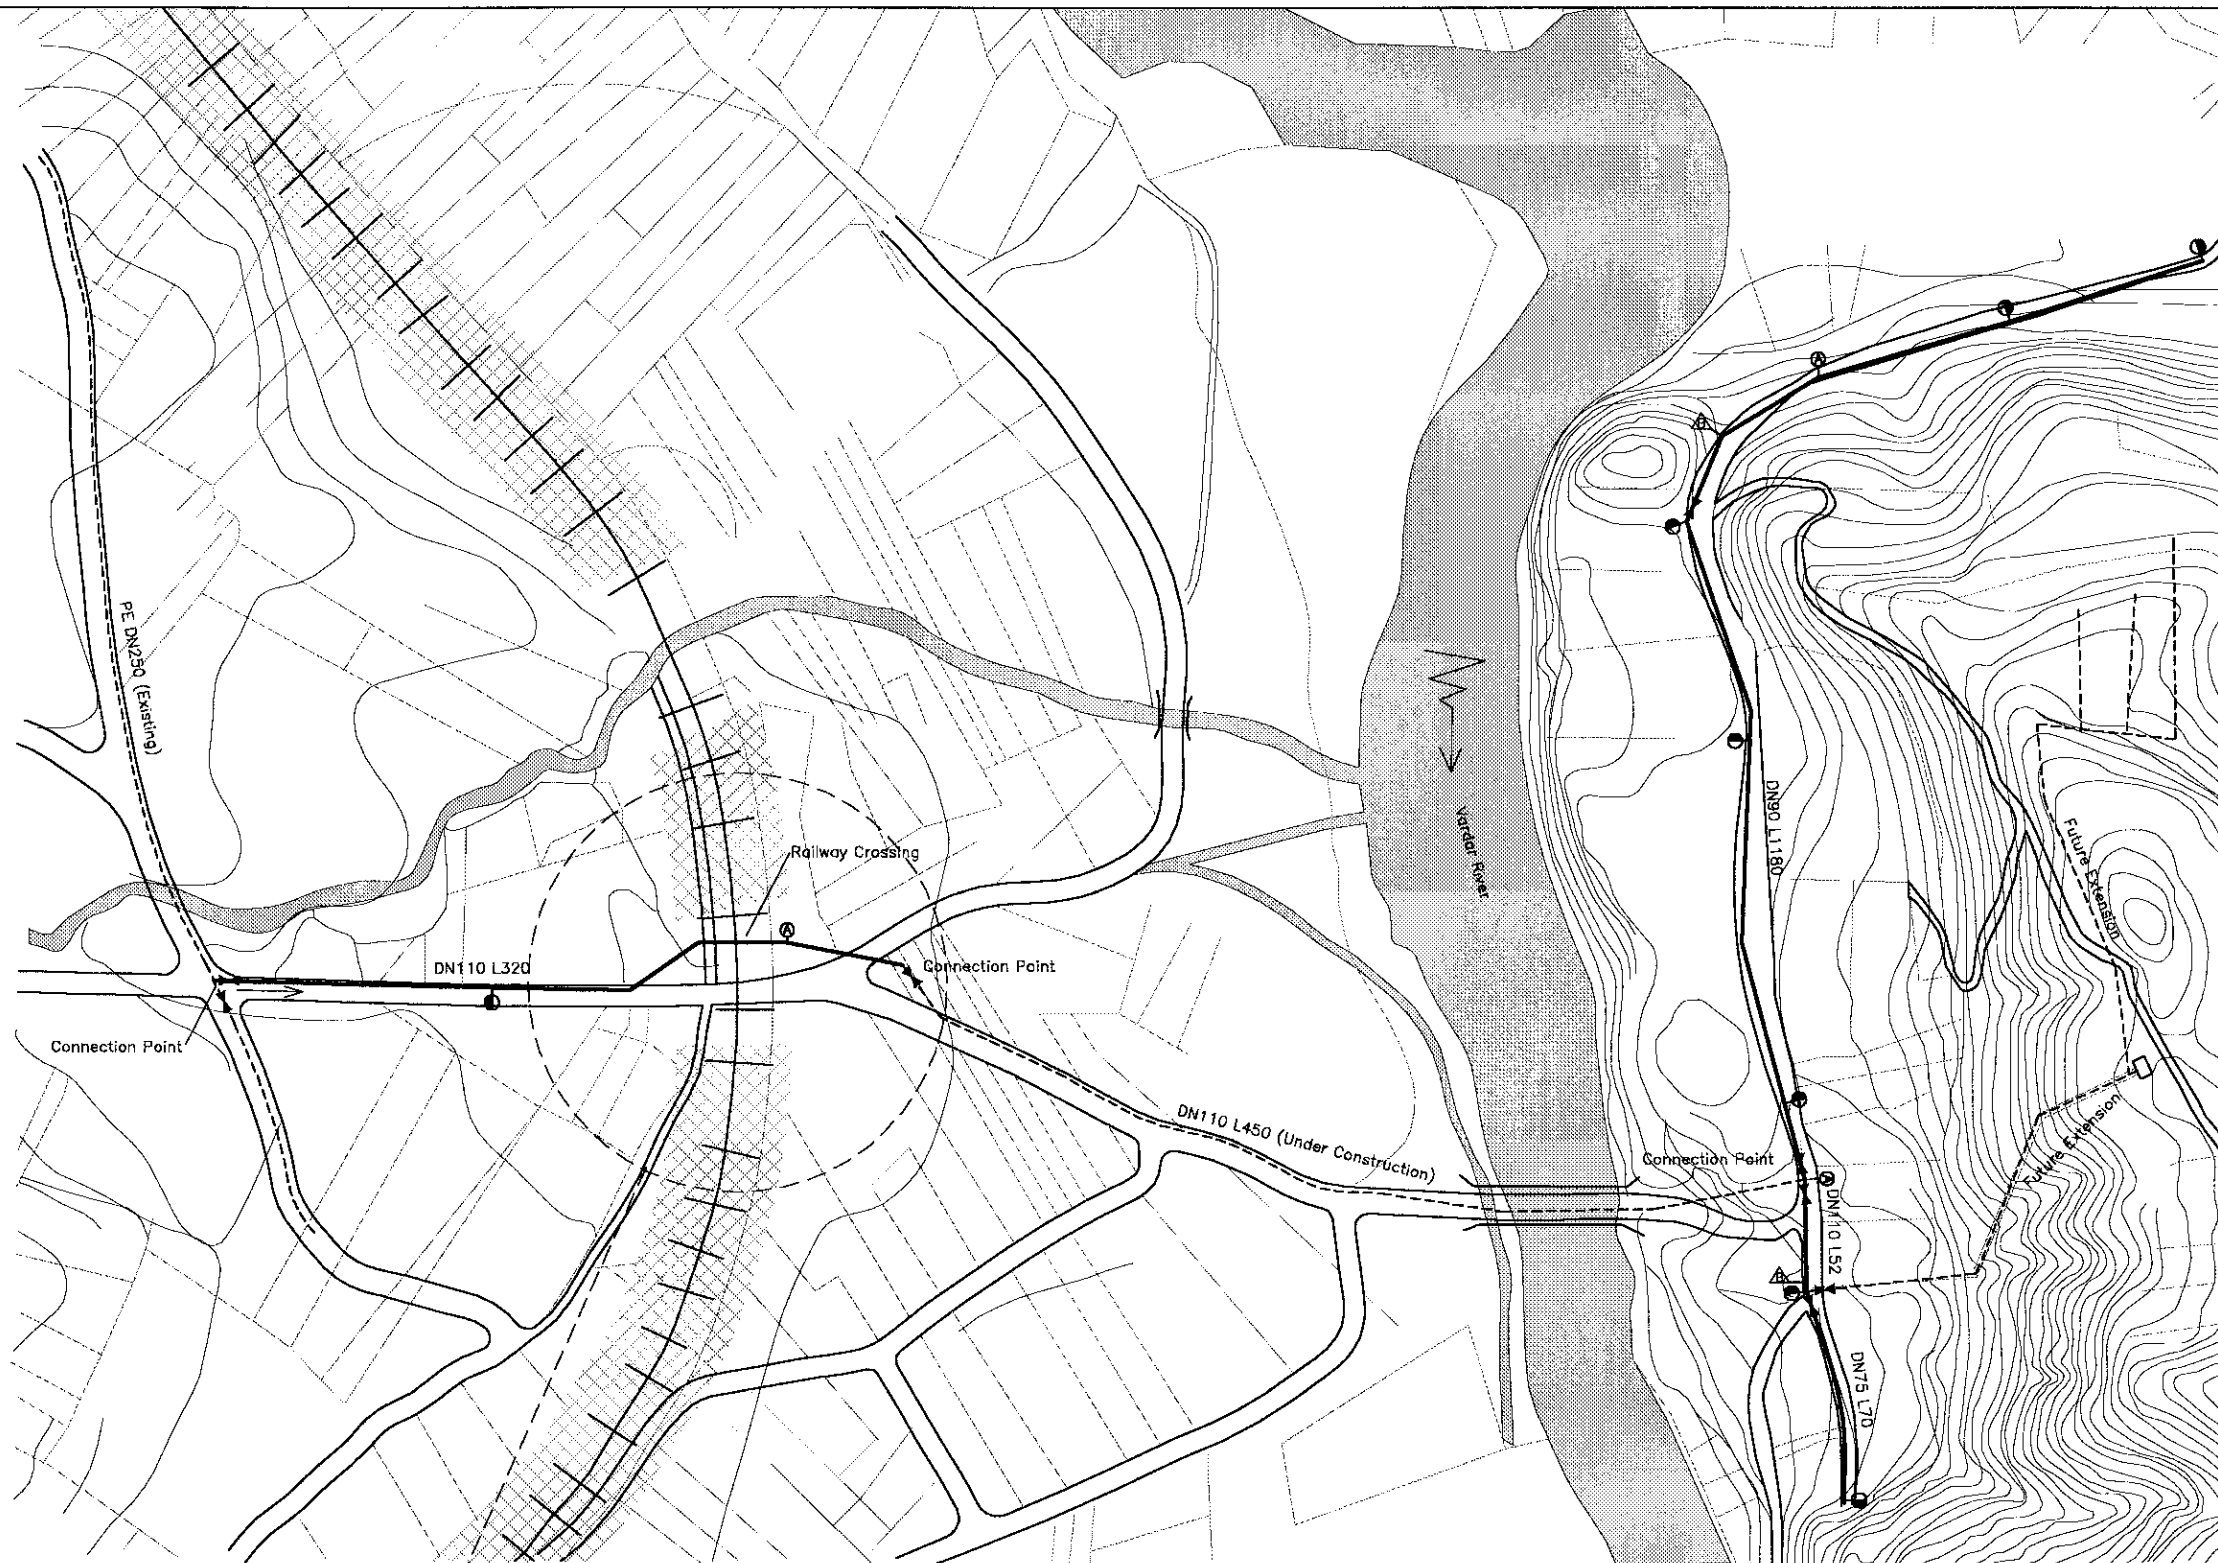 PE DN250 (Existing)
Railway Crossing
DN110 L320
Connection Point
Connection Point
DN110 L450 (Under Construction)
Vardar River
DN90 L1180
Future Extension
Future Extension
Connection Point
DN110 L52
DN75 L70
A
A
A